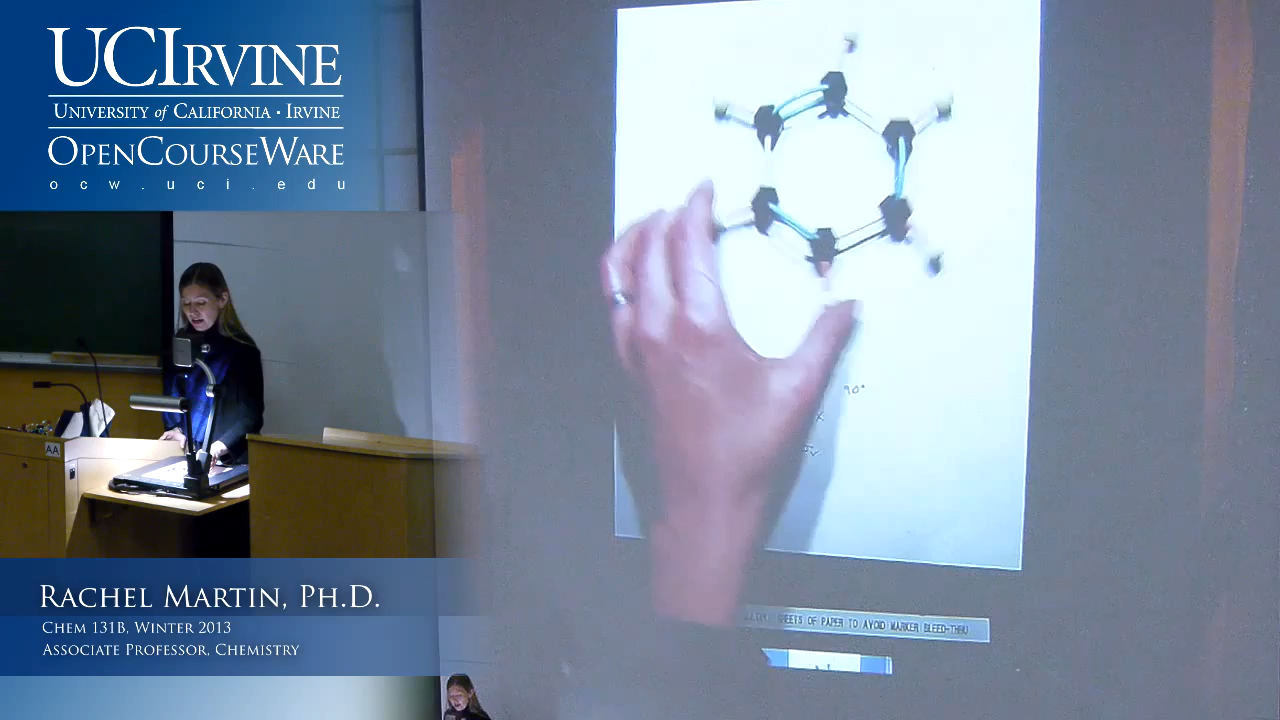 UCIRVINE
UNIVERSITY of CALIFORNIA · IRVINE
OPENCOURSEWARE
ocw.uci.edu
AA
90°
SHEETS OF PAPER TO AVOID MARKER BLEED-THRU
RACHEL MARTIN, PH.D.
CHEM 131B, WINTER 2013
ASSOCIATE PROFESSOR, CHEMISTRY